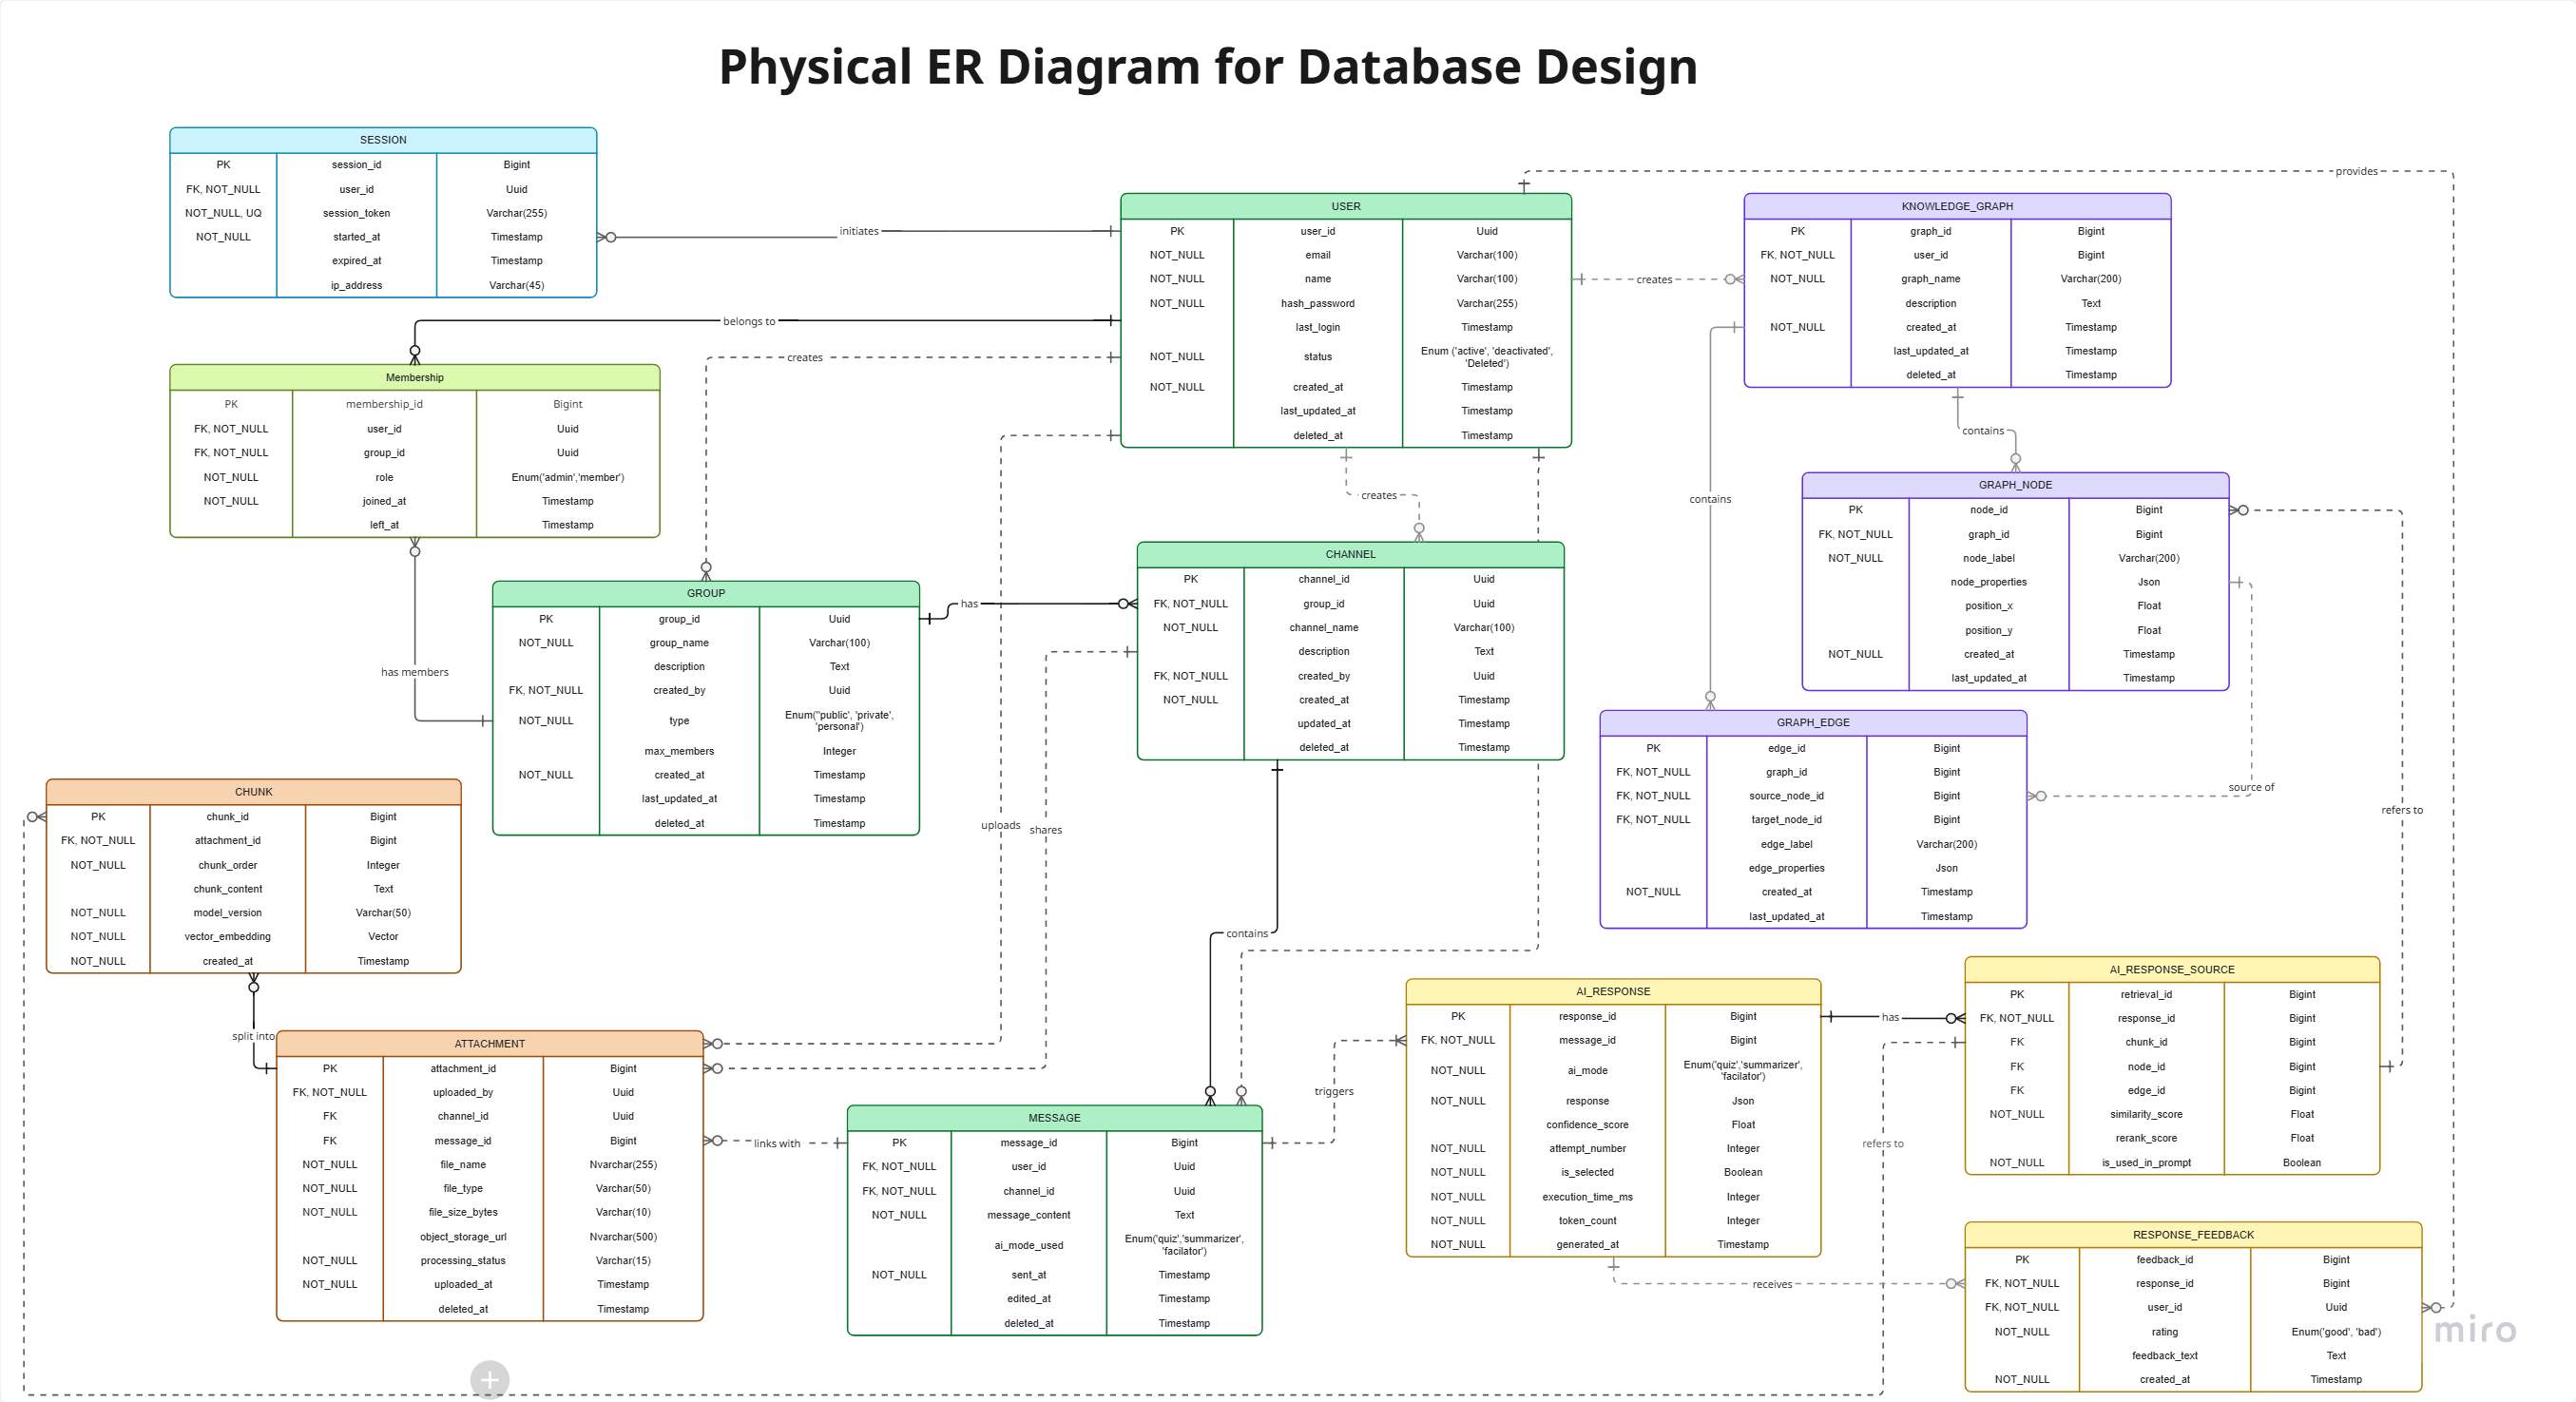 Physical ER Diagram for Database Design
SESSION
PK session_id Bigint
FK, NOT_NULL user_id Uuid
NOT_NULL, UQ session_token Varchar(255)
NOT_NULL started_at Timestamp
expired_at Timestamp
ip_address Varchar(45)
initiates
belongs to
creates
USER
PK user_id Uuid
NOT_NULL email Varchar(100)
NOT_NULL name Varchar(100)
NOT_NULL hash_password Varchar(255)
last_login Timestamp
NOT_NULL status Enum ('active', 'deactivated',
'Deleted')
NOT_NULL created_at Timestamp
last_updated_at Timestamp
deleted_at Timestamp
creates
provides
KNOWLEDGE_GRAPH
PK graph_id Bigint
FK, NOT_NULL user_id Bigint
NOT_NULL graph_name Varchar(200)
description Text
NOT_NULL created_at Timestamp
last_updated_at Timestamp
deleted_at Timestamp
contains
contains
Membership
PK membership_id Bigint
FK, NOT_NULL user_id Uuid
FK, NOT_NULL group_id Uuid
NOT_NULL role Enum('admin','member')
NOT_NULL joined_at Timestamp
left_at Timestamp
has members
creates
GRAPH_NODE
PK node_id Bigint
FK, NOT_NULL graph_id Bigint
NOT_NULL node_label Varchar(200)
node_properties Json
position_x Float
position_y Float
NOT_NULL created_at Timestamp
last_updated_at Timestamp
GROUP
PK group_id Uuid
NOT_NULL group_name Varchar(100)
description Text
FK, NOT_NULL created_by Uuid
NOT_NULL type Enum("public', 'private',
'personal')
max_members Integer
NOT_NULL created_at Timestamp
last_updated_at Timestamp
deleted_at Timestamp
has
CHANNEL
PK channel_id Uuid
FK, NOT_NULL group_id Uuid
NOT_NULL channel_name Varchar(100)
description Text
FK, NOT_NULL created_by Uuid
NOT_NULL created_at Timestamp
updated_at Timestamp
deleted_at Timestamp
GRAPH_EDGE
PK edge_id Bigint
FK, NOT_NULL graph_id Bigint
FK, NOT_NULL source_node_id Bigint
FK, NOT_NULL target_node_id Bigint
edge_label Varchar(200)
edge_properties Json
NOT_NULL created_at Timestamp
last_updated_at Timestamp
source of
refers to
CHUNK
PK chunk_id Bigint
FK, NOT_NULL attachment_id Bigint
NOT_NULL chunk_order Integer
chunk_content Text
NOT_NULL model_version Varchar(50)
NOT_NULL vector_embedding Vector
NOT_NULL created_at Timestamp
uploads
shares
contains
split into
ATTACHMENT
PK attachment_id Bigint
FK, NOT_NULL uploaded_by Uuid
FK channel_id Uuid
FK message_id Bigint
NOT_NULL file_name Nvarchar(255)
NOT_NULL file_type Varchar(50)
NOT_NULL file_size_bytes Varchar(10)
object_storage_url Nvarchar(500)
NOT_NULL processing_status Varchar(15)
NOT_NULL uploaded_at Timestamp
deleted_at Timestamp
links with
MESSAGE
PK message_id Bigint
FK, NOT_NULL user_id Uuid
FK, NOT_NULL channel_id Uuid
NOT_NULL message_content Text
ai_mode_used Enum('quiz','summarizer',
'facilator')
NOT_NULL sent_at Timestamp
edited_at Timestamp
deleted_at Timestamp
triggers
AI_RESPONSE
PK response_id Bigint
FK, NOT_NULL message_id Bigint
NOT_NULL ai_mode Enum('quiz','summarizer',
'facilator')
NOT_NULL response Json
confidence_score Float
NOT_NULL attempt_number Integer
NOT_NULL is_selected Boolean
NOT_NULL execution_time_ms Integer
NOT_NULL token_count Integer
NOT_NULL generated_at Timestamp
has
refers to
receives
AI_RESPONSE_SOURCE
PK retrieval_id Bigint
FK, NOT_NULL response_id Bigint
FK chunk_id Bigint
FK node_id Bigint
FK edge_id Bigint
NOT_NULL similarity_score Float
rerank_score Float
NOT_NULL is_used_in_prompt Boolean
RESPONSE_FEEDBACK
PK feedback_id Bigint
FK, NOT_NULL response_id Bigint
FK, NOT_NULL user_id Uuid
NOT_NULL rating Enum('good', 'bad')
feedback_text Text
NOT_NULL created_at Timestamp
miro